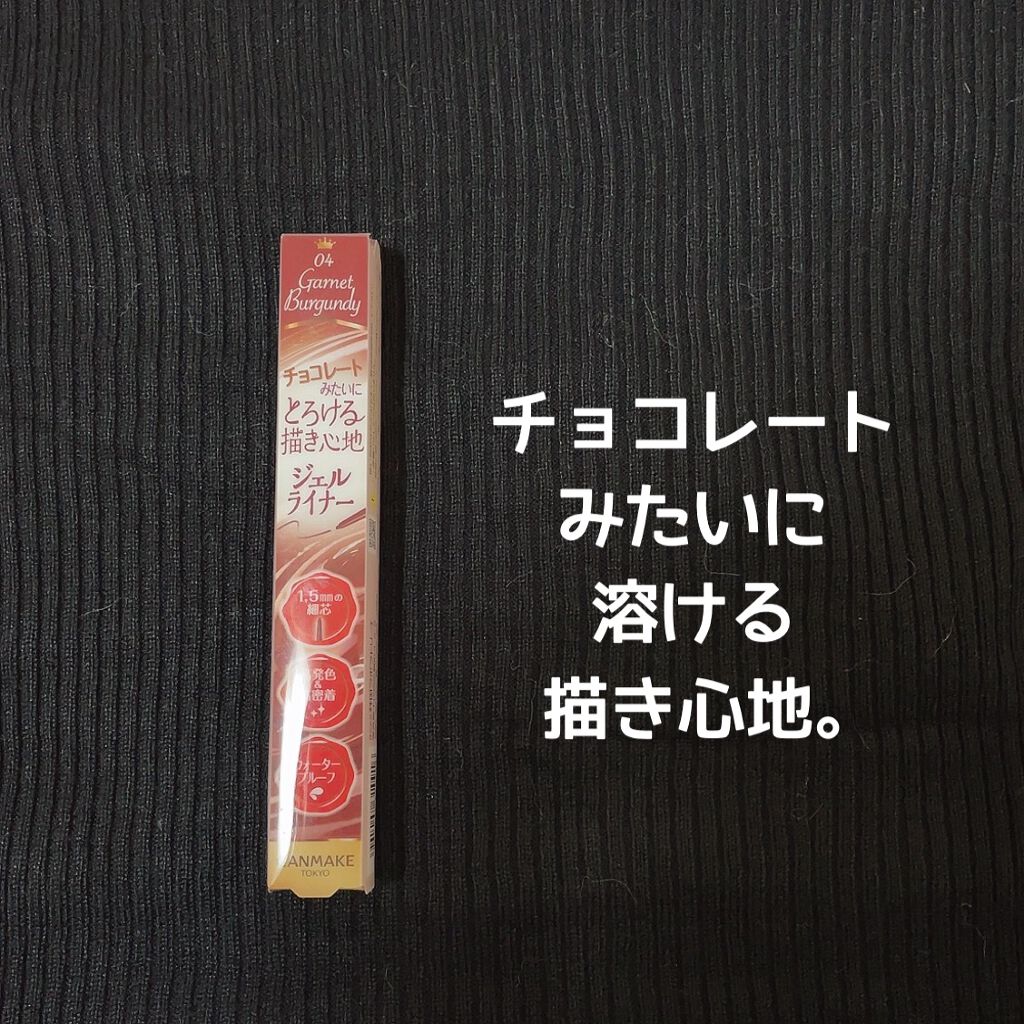 04
Garnet
Burgundy
チョコレート
みたいに
とろける
描き心地
ジェル
ライナー
1.5mmの
細芯
発色
&
密着
ウォーター
プルーフ
CANMAKE
TOKYO
チョコレート
みたいに
溶ける
描き心地。